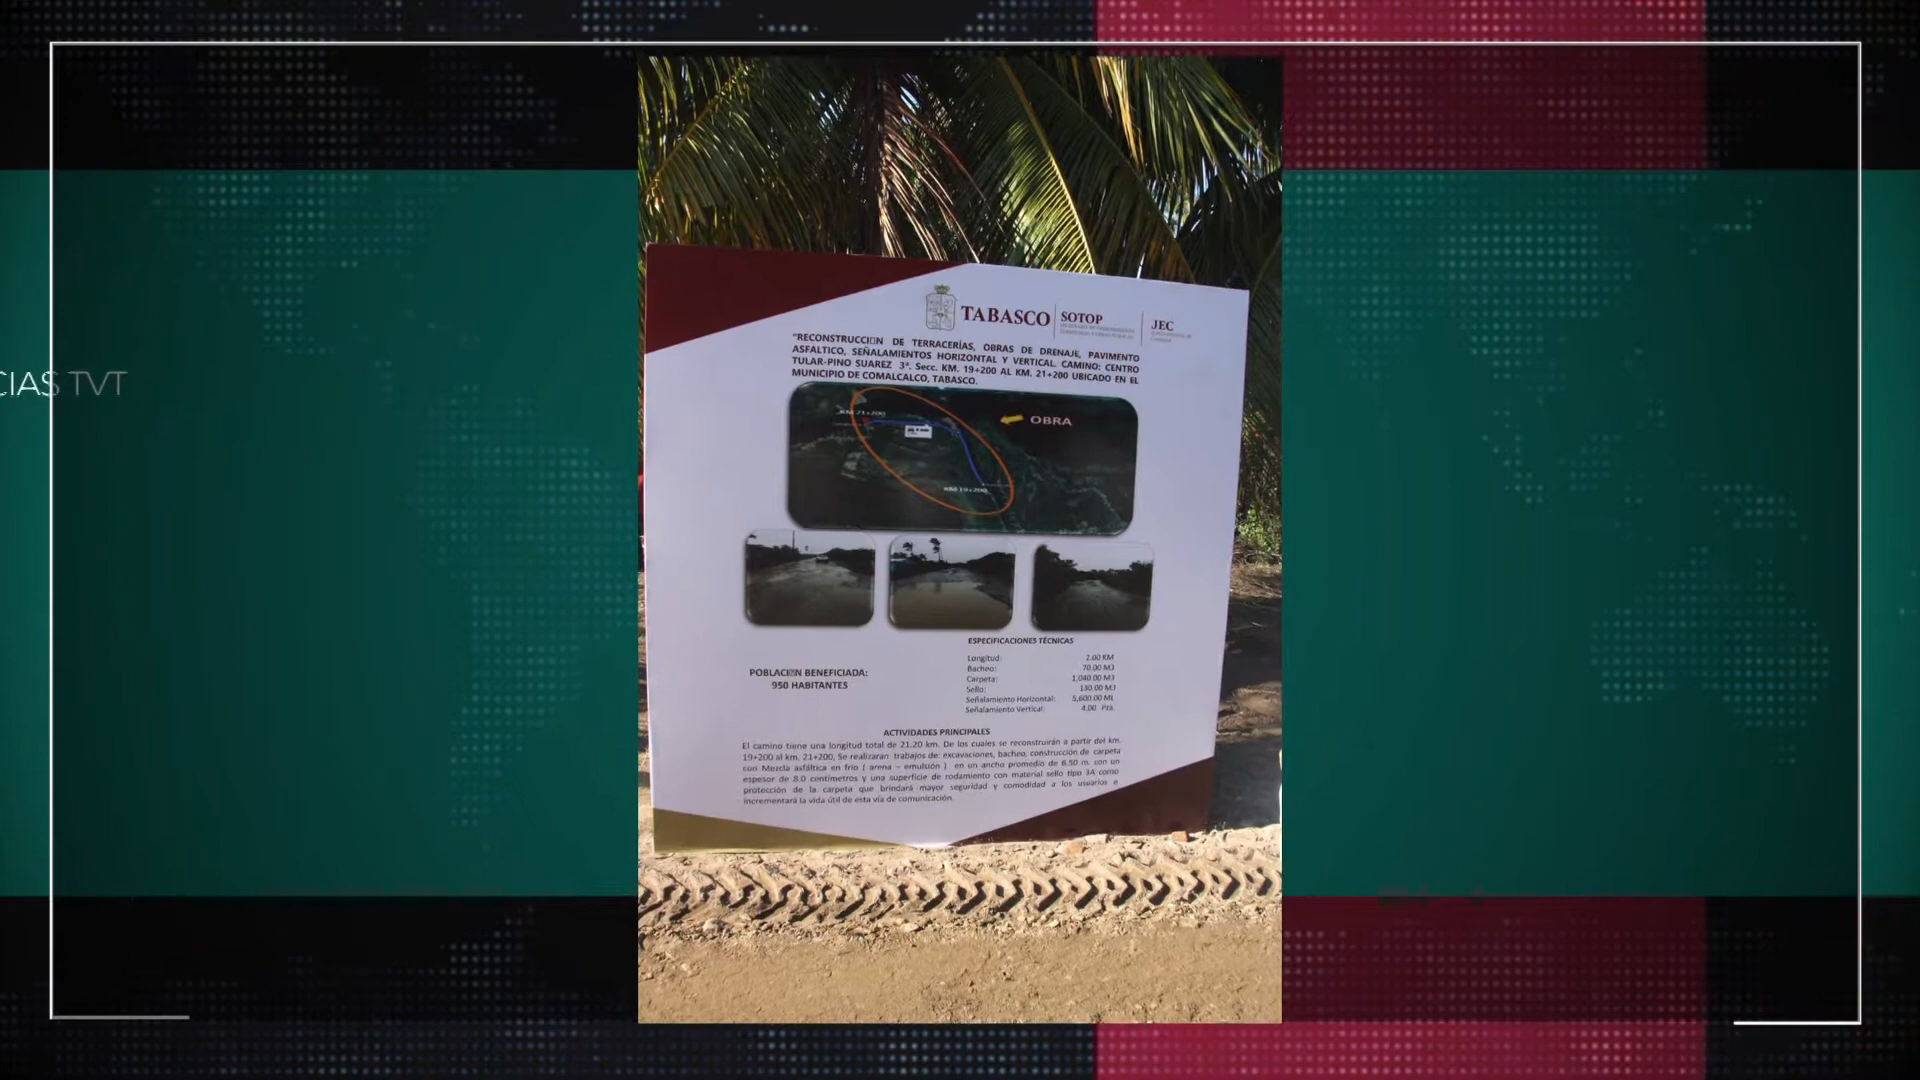 CIAS TVT
TABASCO
SOTOP
JEC
"RECONSTRUCCIN DE TERRACERÍAS, OBRAS DE DRENAJE, PAVIMENTO
ASFALTICO, SEÑALAMIENTOS HORIZONTAL Y VERTICAL. CAMINO: CENTRO
TULAR-PINO SUAREZ 3ª. Secc. KM. 19+200 AL KM. 21+200 UBICADO EN EL
MUNICIPIO DE COMALCALCO, TABASCO.
KM 21+200
OBRA
KM 19+200
ESPECIFICACIONES TÉCNICAS
Longitud: 2.00 KM
Bacheo: 70.00 M3
Carpeta: 1,040.00 M3
Sello: 130.00 M3
Señalamiento Horizontal: 5,600.00 ML
Señalamiento Vertical: 4.00 Pza.
POBLACIN BENEFICIADA:
950 HABITANTES
ACTIVIDADES PRINCIPALES
El camino tiene una longitud total de 21.20 km. De los cuales se reconstruirán a partir del km.
19+200 al km. 21+200, Se realizaran trabajos de: excavaciones, bacheo, construcción de carpeta
con Mezcla asfáltica en frio ( arena – emulsón ) en un ancho promedio de 6.50 m. con un
espesor de 8.0 centímetros y una superficie de rodamiento con material sello tipo 3A como
protección de la carpeta que brindará mayor seguridad y comodidad a los usuarios e
incrementará la vida útil de esta vía de comunicación.